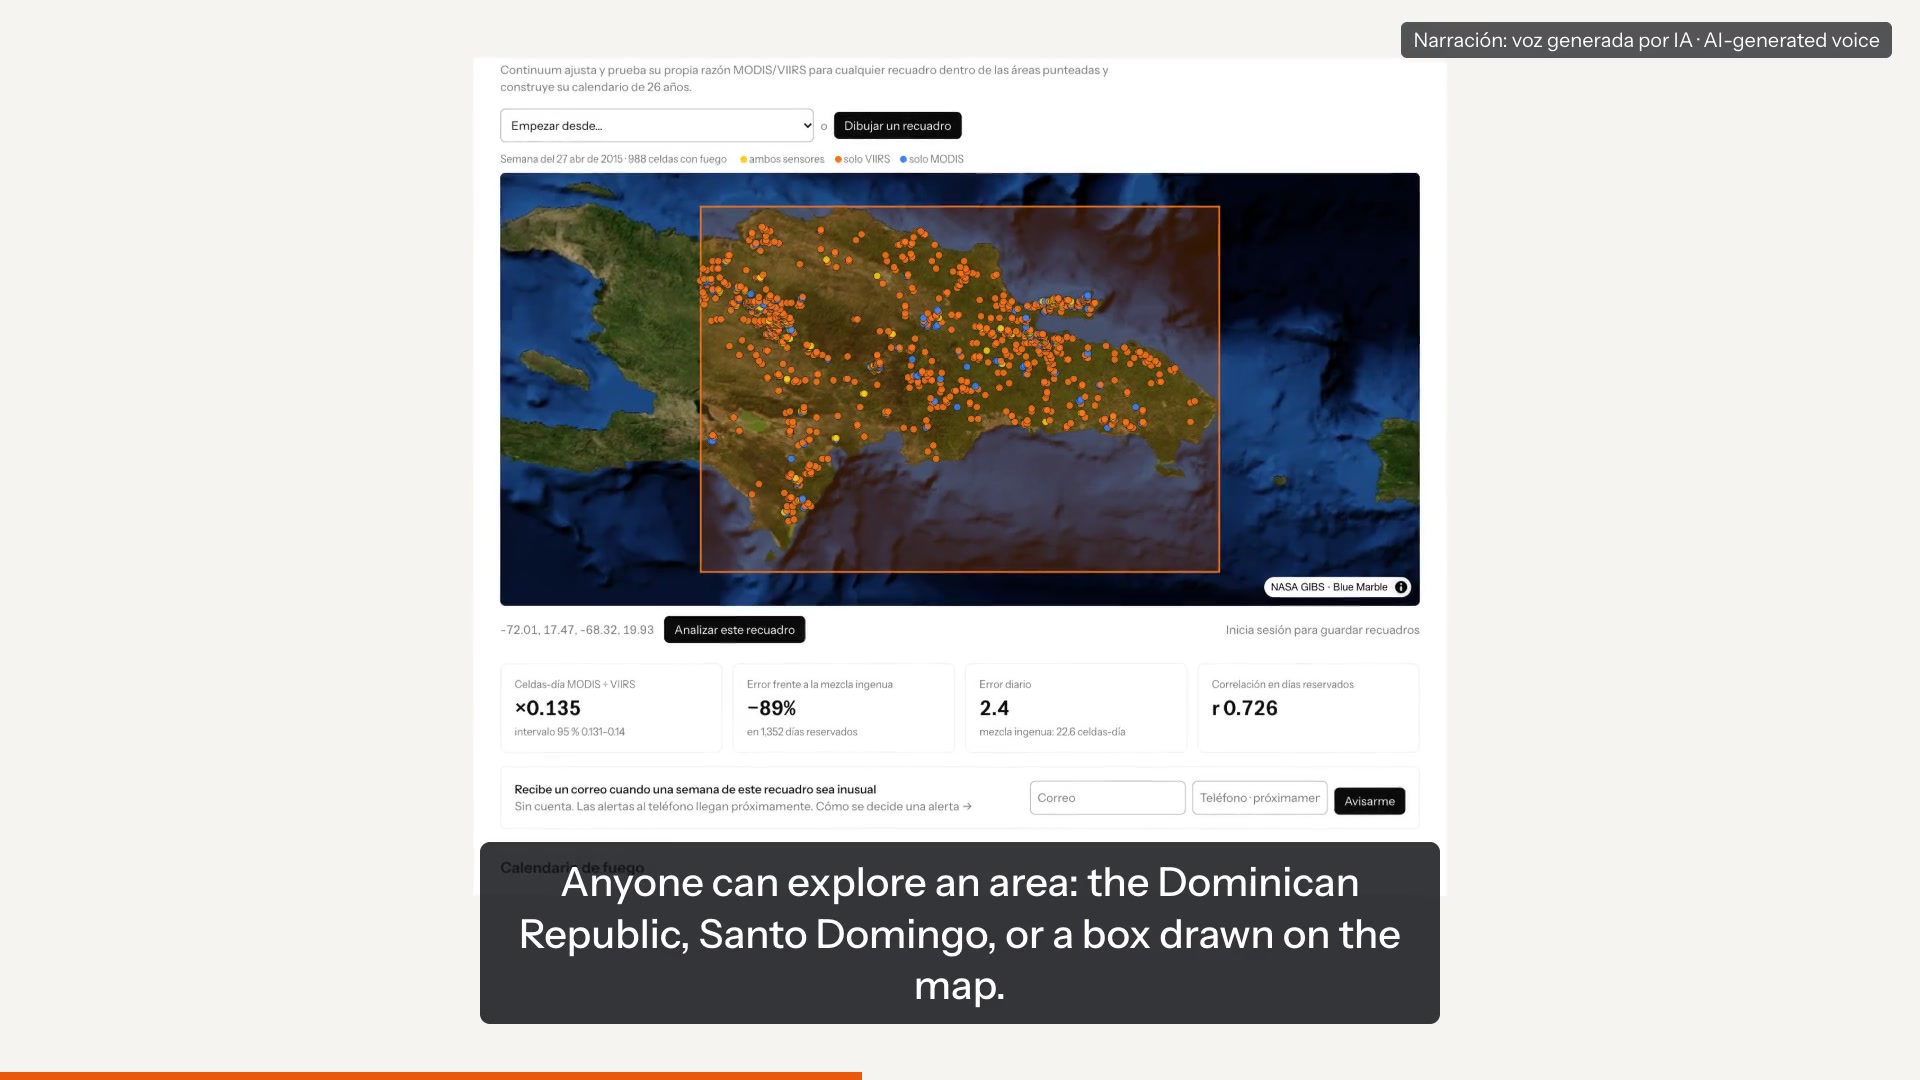 Narración: voz generada por IA · AI-generated voice
Continuum ajusta y prueba su propia razón MODIS/VIIRS para cualquier recuadro dentro de las áreas punteadas y
construye su calendario de 26 años.
Empezar desde...
o
Dibujar un recuadro
Semana del 27 abr de 2015 · 988 celdas con fuego
ambos sensores
solo VIIRS
solo MODIS
NASA GIBS · Blue Marble
-72.01, 17.47, -68.32, 19.93
Analizar este recuadro
Inicia sesión para guardar recuadros
Celdas-día MODIS ÷ VIIRS
×0.135
intervalo 95 % 0.131–0.14
Error frente a la mezcla ingenua
−89%
en 1,352 días reservados
Error diario
2.4
mezcla ingenua: 22.6 celdas-día
Correlación en días reservados
r 0.726
Recibe un correo cuando una semana de este recuadro sea inusual
Sin cuenta. Las alertas al teléfono llegan próximamente. Cómo se decide una alerta →
Correo
Teléfono · próximamer
Avisarme
Calendario de fuego
Anyone can explore an area: the Dominican
Republic, Santo Domingo, or a box drawn on the
map.